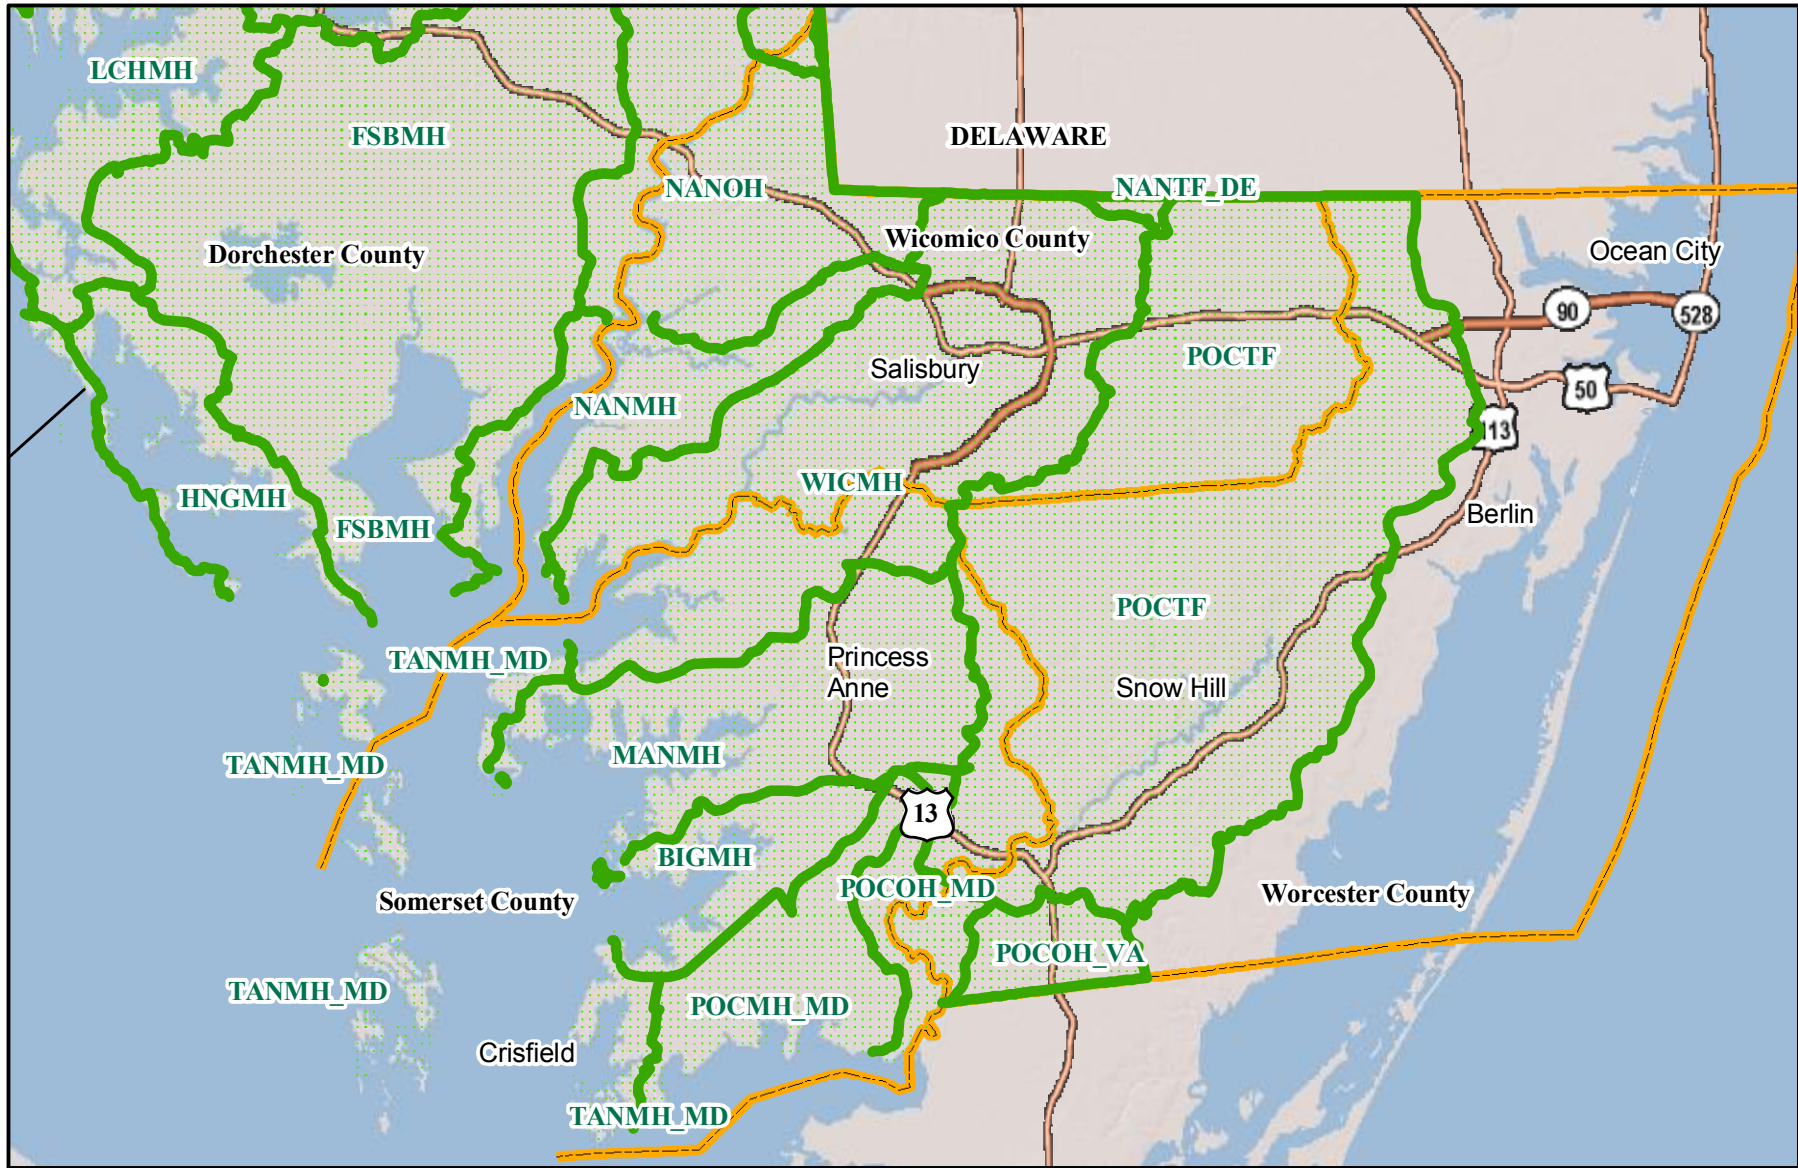 LCHMH
FSBMH
DELAWARE
NANOH
NANTF_DE
Dorchester County
Wicomico County
Ocean City
90
528
Salisbury
POCTF
50
NANMH
113
WICMH
HNGMH
FSBMH
Berlin
POCTF
TANMH_MD
Princess
Anne
Snow Hill
TANMH_MD
MANMH
13
BIGMH
POCOH_MD
Somerset County
Worcester County
POCOH_VA
TANMH_MD
POCMH_MD
Crisfield
TANMH_MD